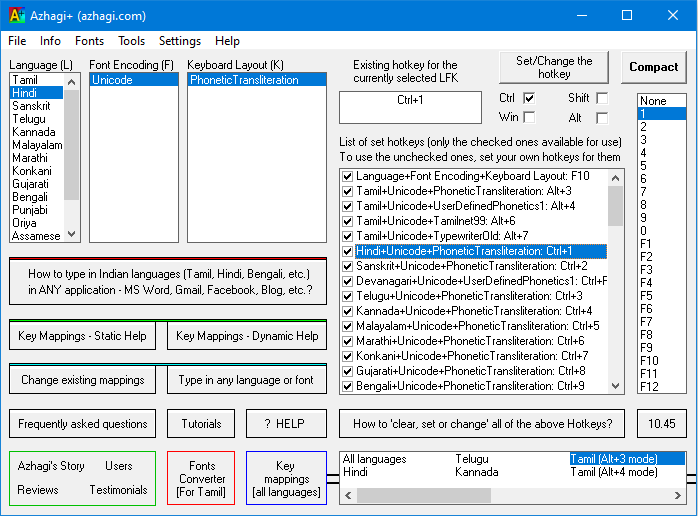 Azhagi+ (azhagi.com)
File Info Fonts Tools Settings Help
Language (L)
Tamil
Hindi
Sanskrit
Telugu
Kannada
Malayalam
Marathi
Konkani
Gujarati
Bengali
Punjabi
Oriya
Assamese
Font Encoding (F)
Unicode
Keyboard Layout (K)
PhoneticTransliteration
Existing hotkey for the
currently selected LFK
Ctrl+1
Set/Change the
hotkey
Compact
Ctrl Shift
Win Alt
None
1
2
3
4
5
6
7
8
9
0
F1
F2
F3
F4
F5
F6
F7
F8
F9
F10
F11
F12
List of set hotkeys (only the checked ones available for use)
To use the unchecked ones, set your own hotkeys for them
Language+Font Encoding+Keyboard Layout: F10
Tamil+Unicode+PhoneticTransliteration: Alt+3
Tamil+Unicode+UserDefinedPhonetics1: Alt+4
Tamil+Unicode+Tamilnet99: Alt+6
Tamil+Unicode+TypewriterOld: Alt+7
Hindi+Unicode+PhoneticTransliteration: Ctrl+1
Sanskrit+Unicode+PhoneticTransliteration: Ctrl+2
Devanagari+Unicode+UserDefinedPhonetics1: Ctrl+F
Telugu+Unicode+PhoneticTransliteration: Ctrl+3
Kannada+Unicode+PhoneticTransliteration: Ctrl+4
Malayalam+Unicode+PhoneticTransliteration: Ctrl+5
Marathi+Unicode+PhoneticTransliteration: Ctrl+6
Konkani+Unicode+PhoneticTransliteration: Ctrl+7
Gujarati+Unicode+PhoneticTransliteration: Ctrl+8
Bengali+Unicode+PhoneticTransliteration: Ctrl+9
How to type in Indian languages (Tamil, Hindi, Bengali, etc.)
in ANY application - MS Word, Gmail, Facebook, Blog, etc.?
Key Mappings - Static Help
Key Mappings - Dynamic Help
Change existing mappings
Type in any language or font
Frequently asked questions
Tutorials
? HELP
How to 'clear, set or change' all of the above Hotkeys?
10.45
Azhagi's Story Users
Reviews Testimonials
Fonts
Converter
[For Tamil]
Key
mappings
[all languages]
All languages Telugu Tamil (Alt+3 mode)
Hindi Kannada Tamil (Alt+4 mode)